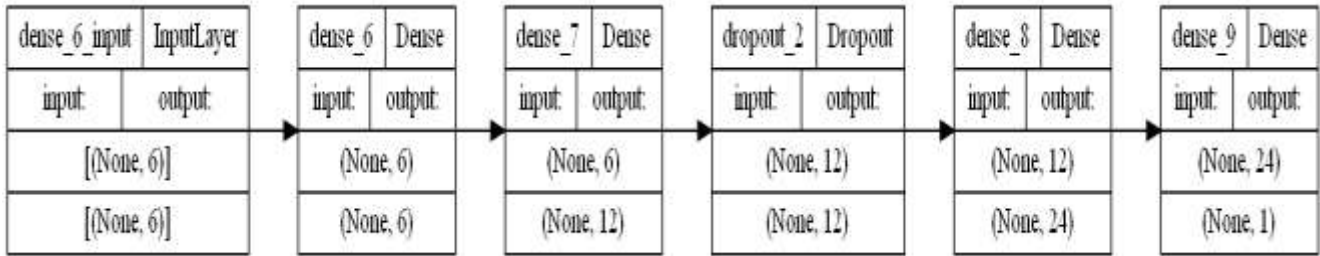 dense_6_input InputLayer
input: output:
[(None, 6)]
[(None, 6)]
dense_6 Dense
input: output:
(None, 6)
(None, 6)
dense_7 Dense
input: output:
(None, 6)
(None, 12)
dropout_2 Dropout
input: output:
(None, 12)
(None, 12)
dense_8 Dense
input: output:
(None, 12)
(None, 24)
dense_9 Dense
input: output:
(None, 24)
(None, 1)